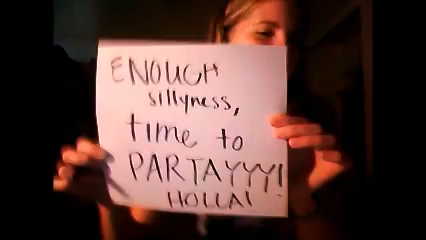 ENOUGH
sillyness,
time to
PARTAYYY!
HOLLA!